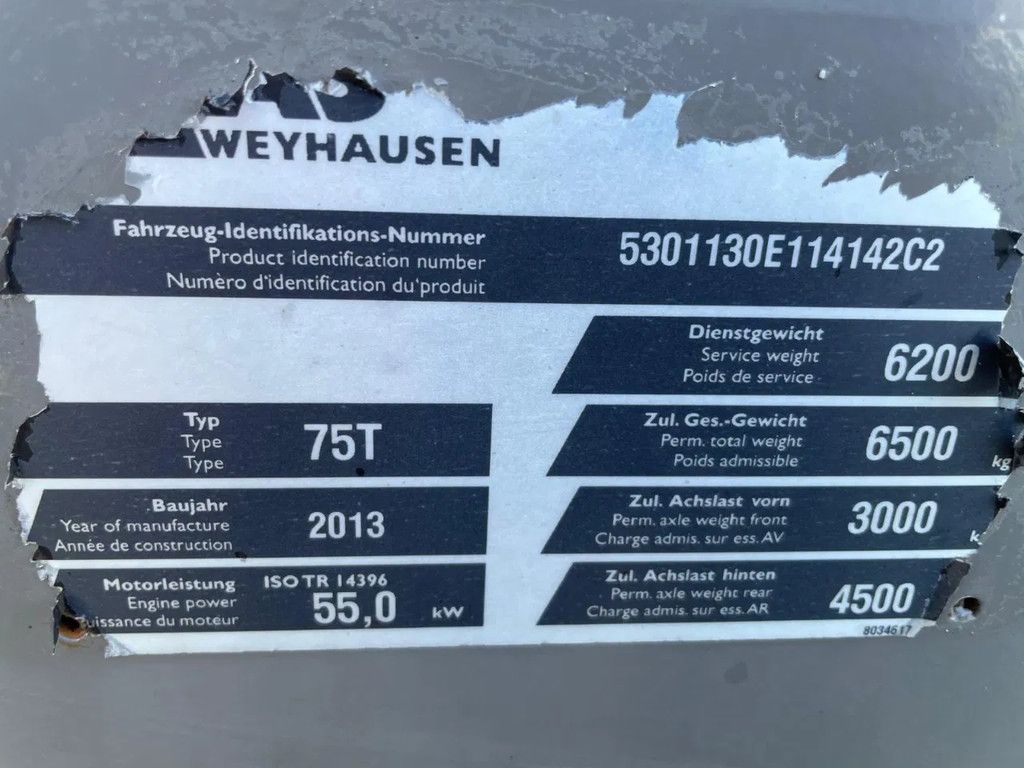 WEYHAUSEN
Fahrzeug-Identifikations-Nummer
Product identification number
Numèro d'identification du'produit
5301130E114142C2
Dienstgewicht
Service weight
Poids de service
6200
Typ
Type
Type
75T
Zul. Ges.-Gewicht
Perm. total weight
Poids admissible
6500
kg
Baujahr
Year of manufacture
Année de construction
2013
Zul. Achslast vorn
Perm. axle weight front
Charge admis. sur ess. AV
3000
k
Motorleistung
Engine power
uissance du moteur
ISO TR 14396
55,0 kW
Zul. Achslast hinten
Perm. axle weight rear
Charge admis. sur ess. AR
4500
8034617